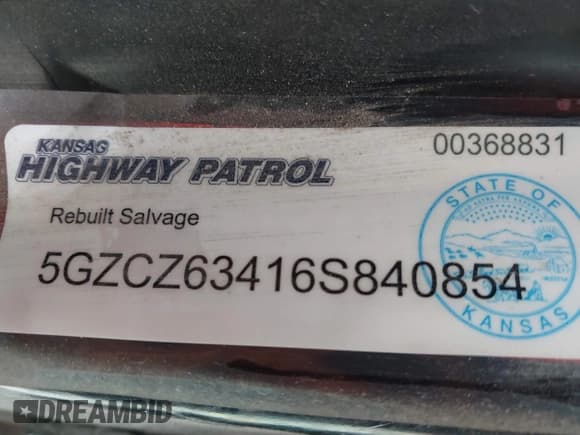 KANSAS
HIGHWAY PATROL
00368831
Rebuilt Salvage
5GZCZ63416S840854
STATE OF
KANSAS
DREAMBID